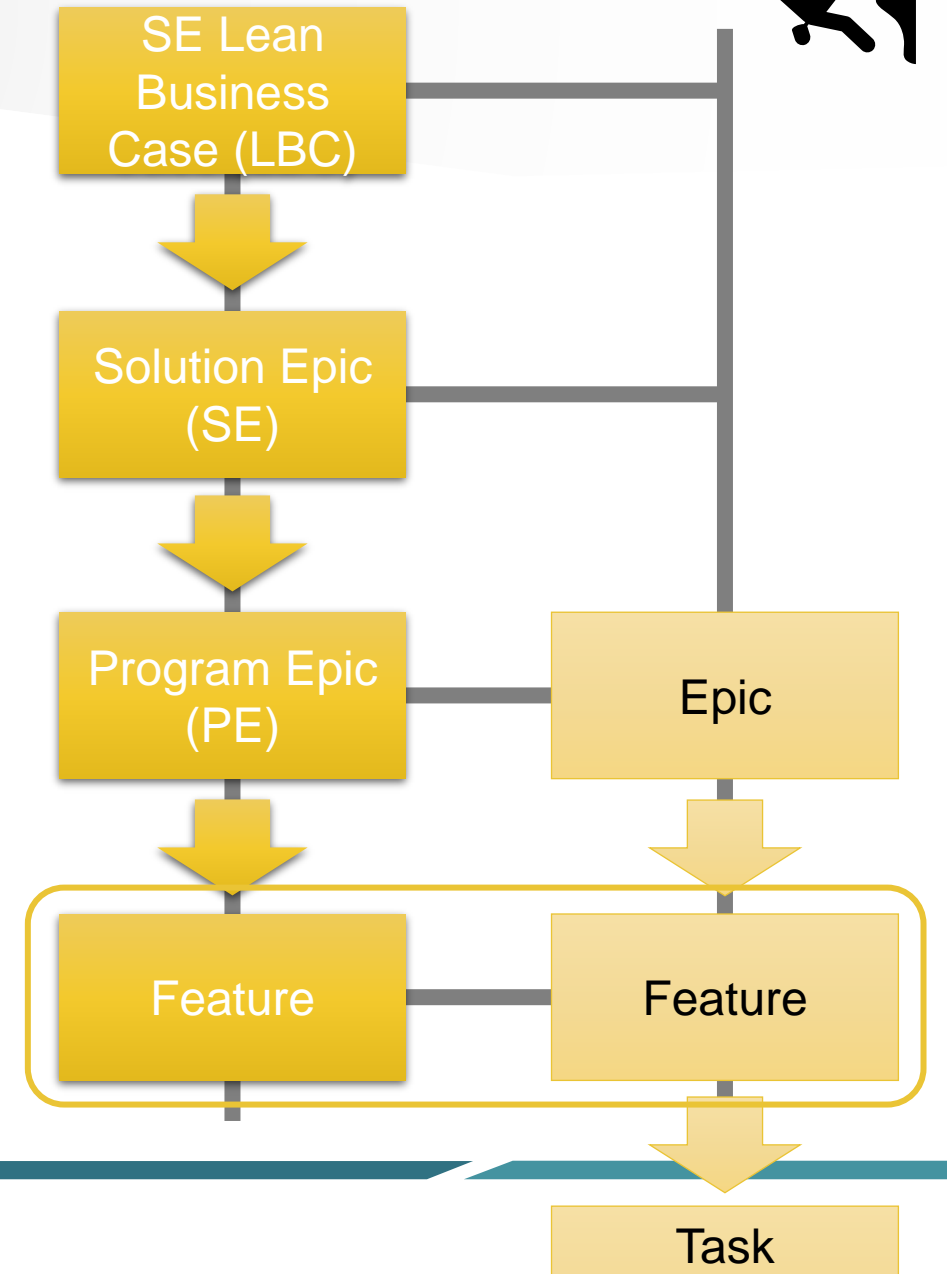 SE Lean
Business
Case (LBC)
Solution Epic
(SE)
Program Epic
(PE)
Epic
Feature
Feature
Task